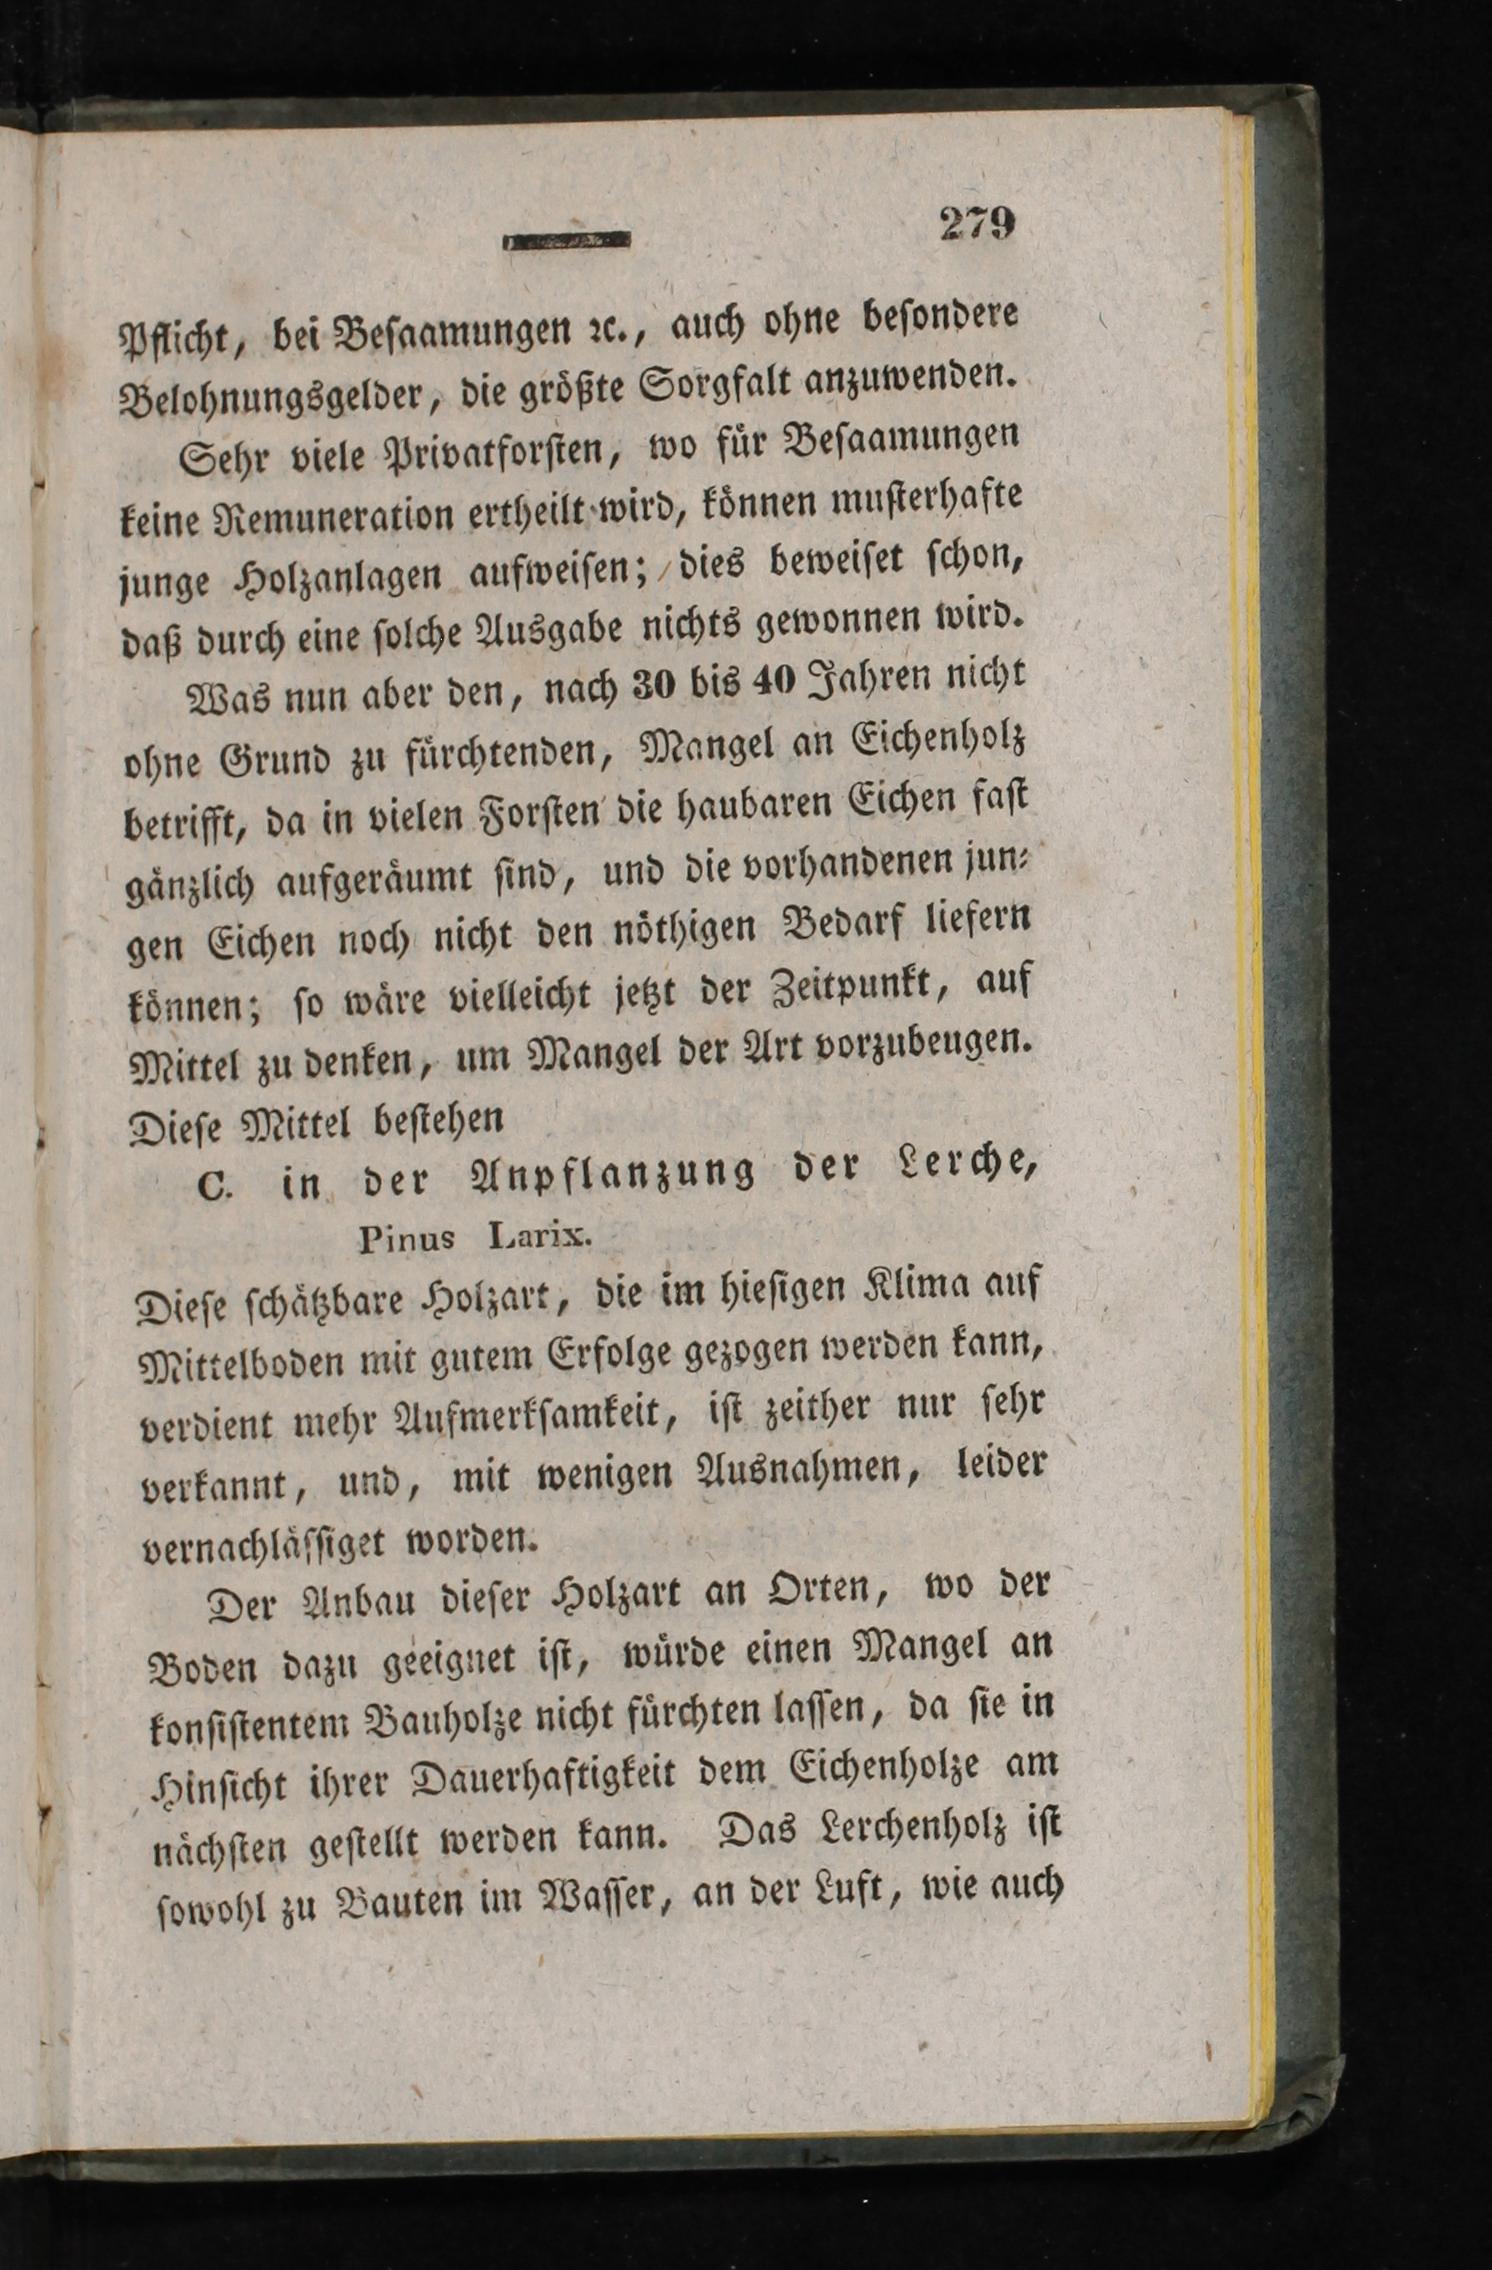 279
Pflicht, bei Beſaamungen ꝛc., auch ohne beſondere
Belohnungsgelder, die größte Sorgfalt anzuwenden.
Sehr viele Privatforſten, wo für Beſaamungen
keine Remuneration ertheilt wird, können muſterhafte
junge Holzanlagen aufweiſen; dies beweiſet ſchon,
daß durch eine ſolche Ausgabe nichts gewonnen wird.
Was nun aber den, nach 30 bis 40 Jahren nicht
ohne Grund zu fürchtenden, Mangel an Eichenholz
betrifft, da in vielen Forſten die haubaren Eichen faſt
gänzlich aufgeräumt ſind, und die vorhandenen jun⸗
gen Eichen noch nicht den nöthigen Bedarf liefern
können; ſo wäre vielleicht jetzt der Zeitpunkt, auf
Mittel zu denken, um Mangel der Art vorzubeugen.
Dieſe Mittel beſtehen
C. in der Anpflanzung der Lerche,
Pinus Larix.
Dieſe ſchätzbare Holzart, die im hieſigen Klima auf
Mittelboden mit gutem Erfolge gezogen werden kann,
verdient mehr Aufmerkſamkeit, iſt zeither nur ſehr
verkannt, und, mit wenigen Ausnahmen, leider
vernachläſſiget worden.
Der Anbau dieſer Holzart an Orten, wo der
Boden dazu geeignet iſt, würde einen Mangel an
konſiſtentem Bauholze nicht fürchten laſſen, da ſie in
Hinſicht ihrer Dauerhaftigkeit dem Eichenholze am
nächſten geſtellt werden kann. Das Lerchenholz iſt
ſowohl zu Bauten im Waſſer, an der Luft, wie auch